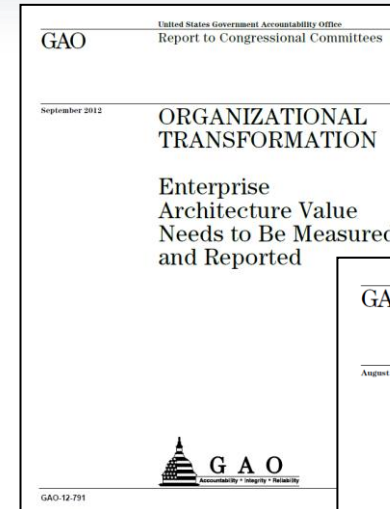 United States Government Accountability Office
GAO
Report to Congressional Committees
September 2012
ORGANIZATIONAL
TRANSFORMATION
Enterprise
Architecture Value
Needs to Be Measured
and Reported
GAO
Accountability * Integrity * Reliability
GAO-12-791
GA
August